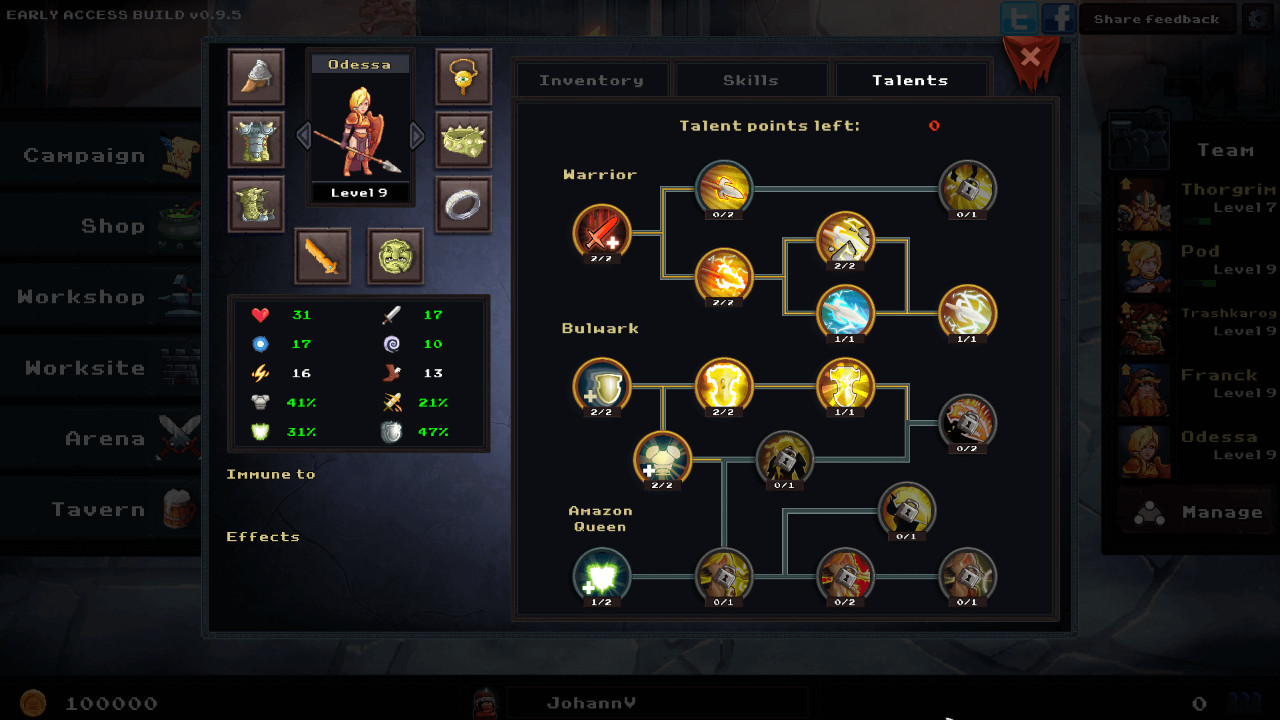 EARLY ACCESS BUILD v0.9.5
Share feedback
Odessa
Level 9
Inventory
Skills
Talents
Talent points left: 0
Campaign
Shop
Workshop
Worksite
Arena
Tavern
31 17
17 10
16 13
41% 21%
31% 47%
Immune to
Effects
Warrior
0/2
0/1
2/2
2/2
2/2
1/1
1/1
Bulwark
2/2
2/2
1/1
0/2
2/2
0/1
Amazon
Queen
0/1
1/2
0/1
0/2
0/1
Team
Thorgrim
Level 7
Pod
Level 9
Trashkarog
Level 9
Franck
Level 9
Odessa
Level 9
Manage
100000
JohannV
0